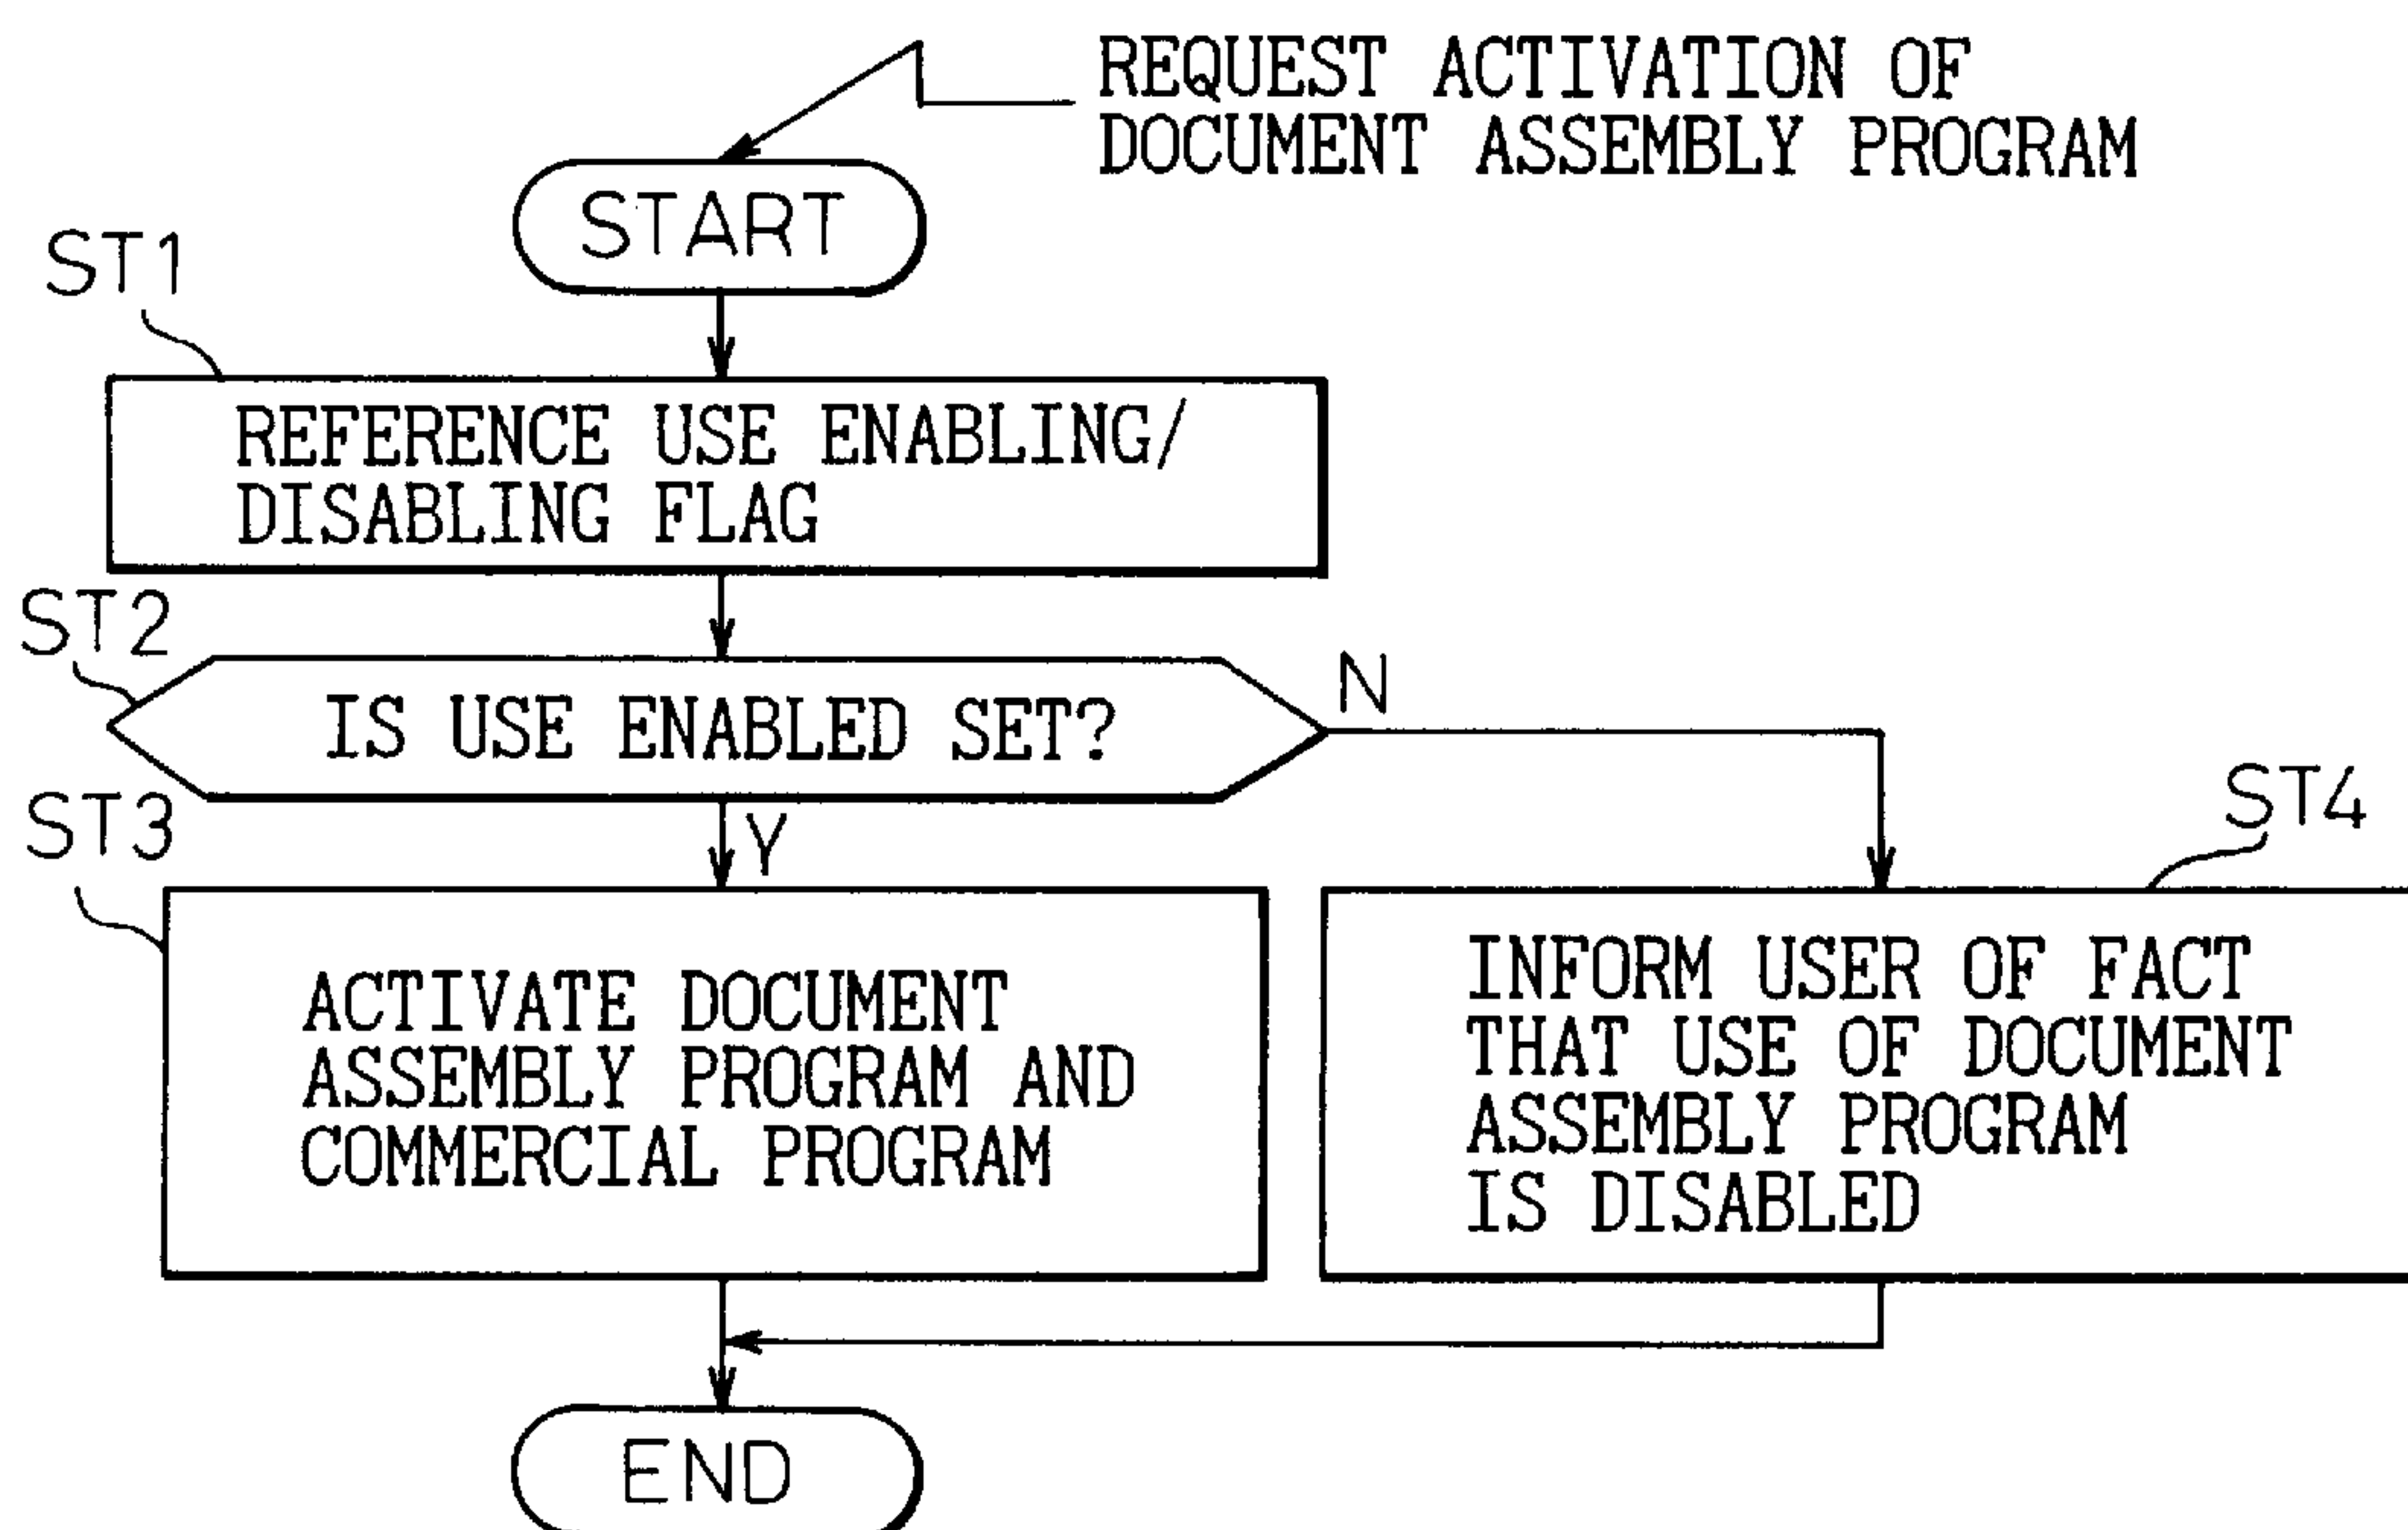 REQUEST ACTIVATION OF
DOCUMENT ASSEMBLY PROGRAM
START
ST1
REFERENCE USE ENABLING/
DISABLING FLAG
ST2
IS USE ENABLED SET?
N
ST3
Y
ST4
ACTIVATE DOCUMENT
ASSEMBLY PROGRAM AND
COMMERCIAL PROGRAM
INFORM USER OF FACT
THAT USE OF DOCUMENT
ASSEMBLY PROGRAM
IS DISABLED
END